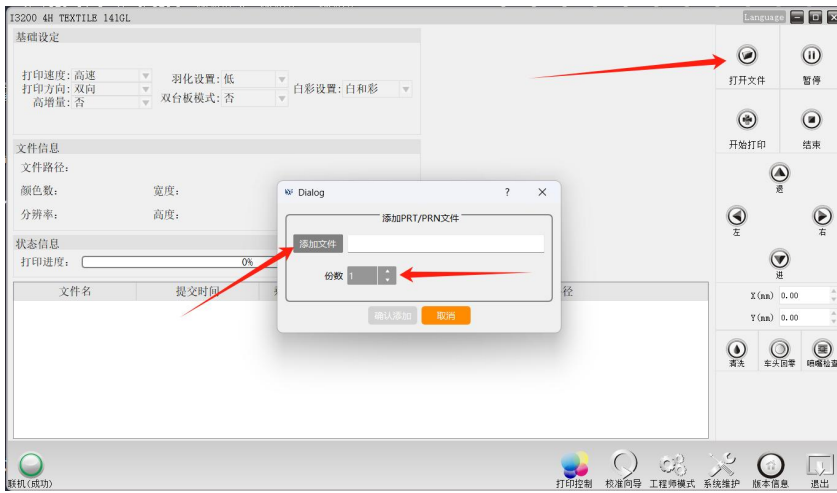 I3200 4H TEXTILE 141GL
Language
基础设定
打印速度: 高速
羽化设置: 低
打印方向: 双向
白彩设置: 白和彩
高增量: 否
双台板模式: 否
打开文件
暂停
开始打印
结束
文件信息
文件路径:
颜色数:
宽度:
分辨率:
高度:
状态信息
打印进度:
0%
文件名
提交时间
径
Dialog
?
添加PRT/PRN文件
添加文件
份数 1
确认添加
取消
退
左
右
进
X(mm) 0.00
Y(mm) 0.00
清洗
车头回零
喷嘴检查
联机(成功)
打印控制
校准向导
工程师模式
系统维护
版本信息
退出